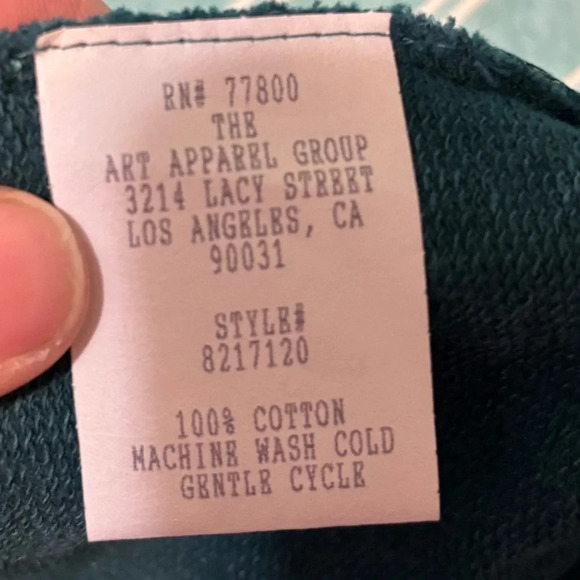 RN# 77800
THE
ART APPAREL GROUP
3214 LACY STREET
LOS ANGELES, CA
90031
STYLE#
8217120
100% COTTON
MACHINE WASH COLD
GENTLE CYCLE